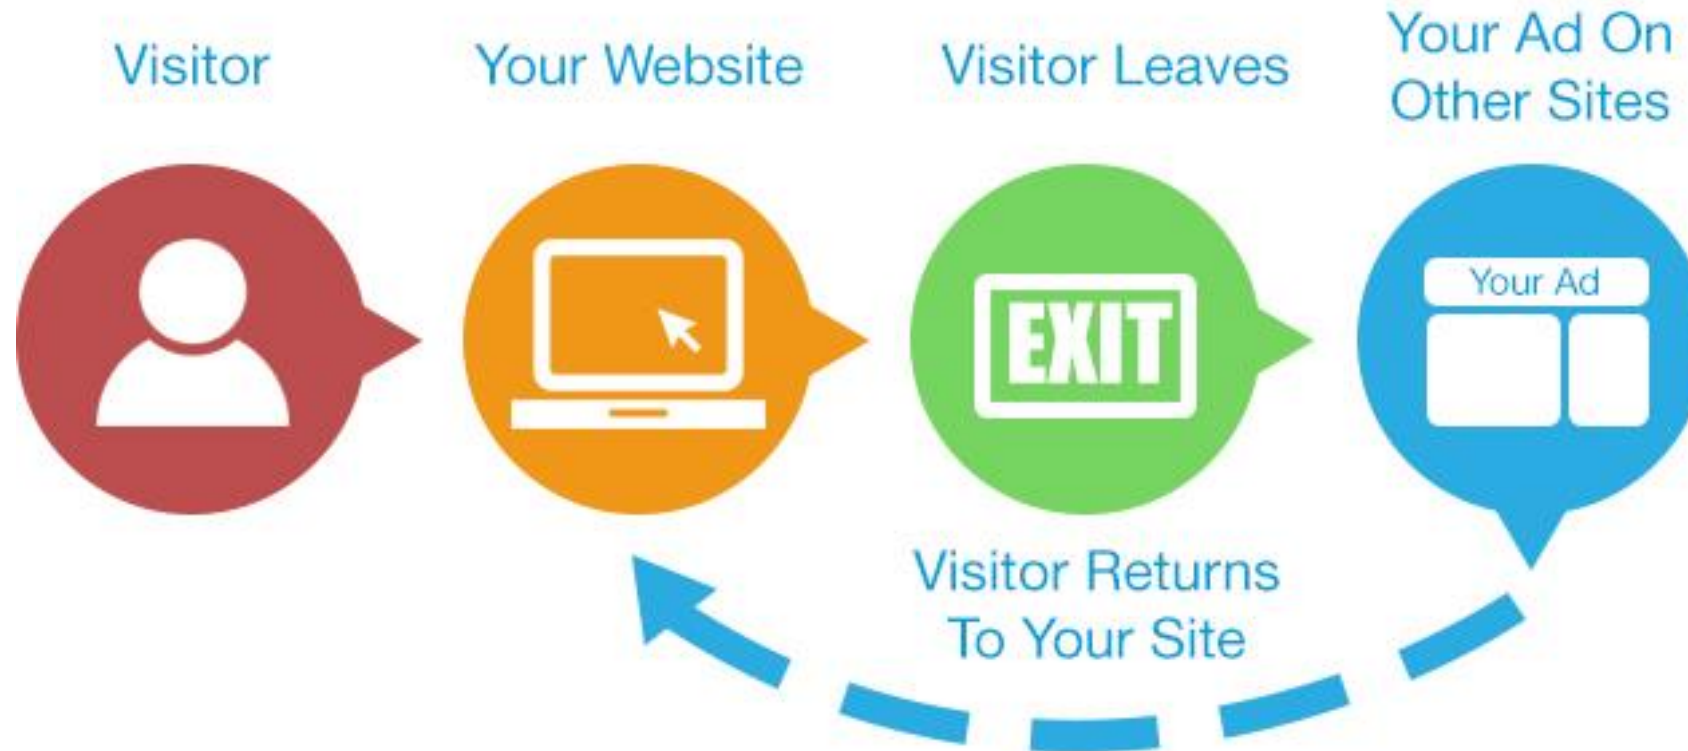 Visitor
Your Website
Visitor Leaves
Your Ad On
Other Sites
EXIT
Your Ad
Visitor Returns
To Your Site